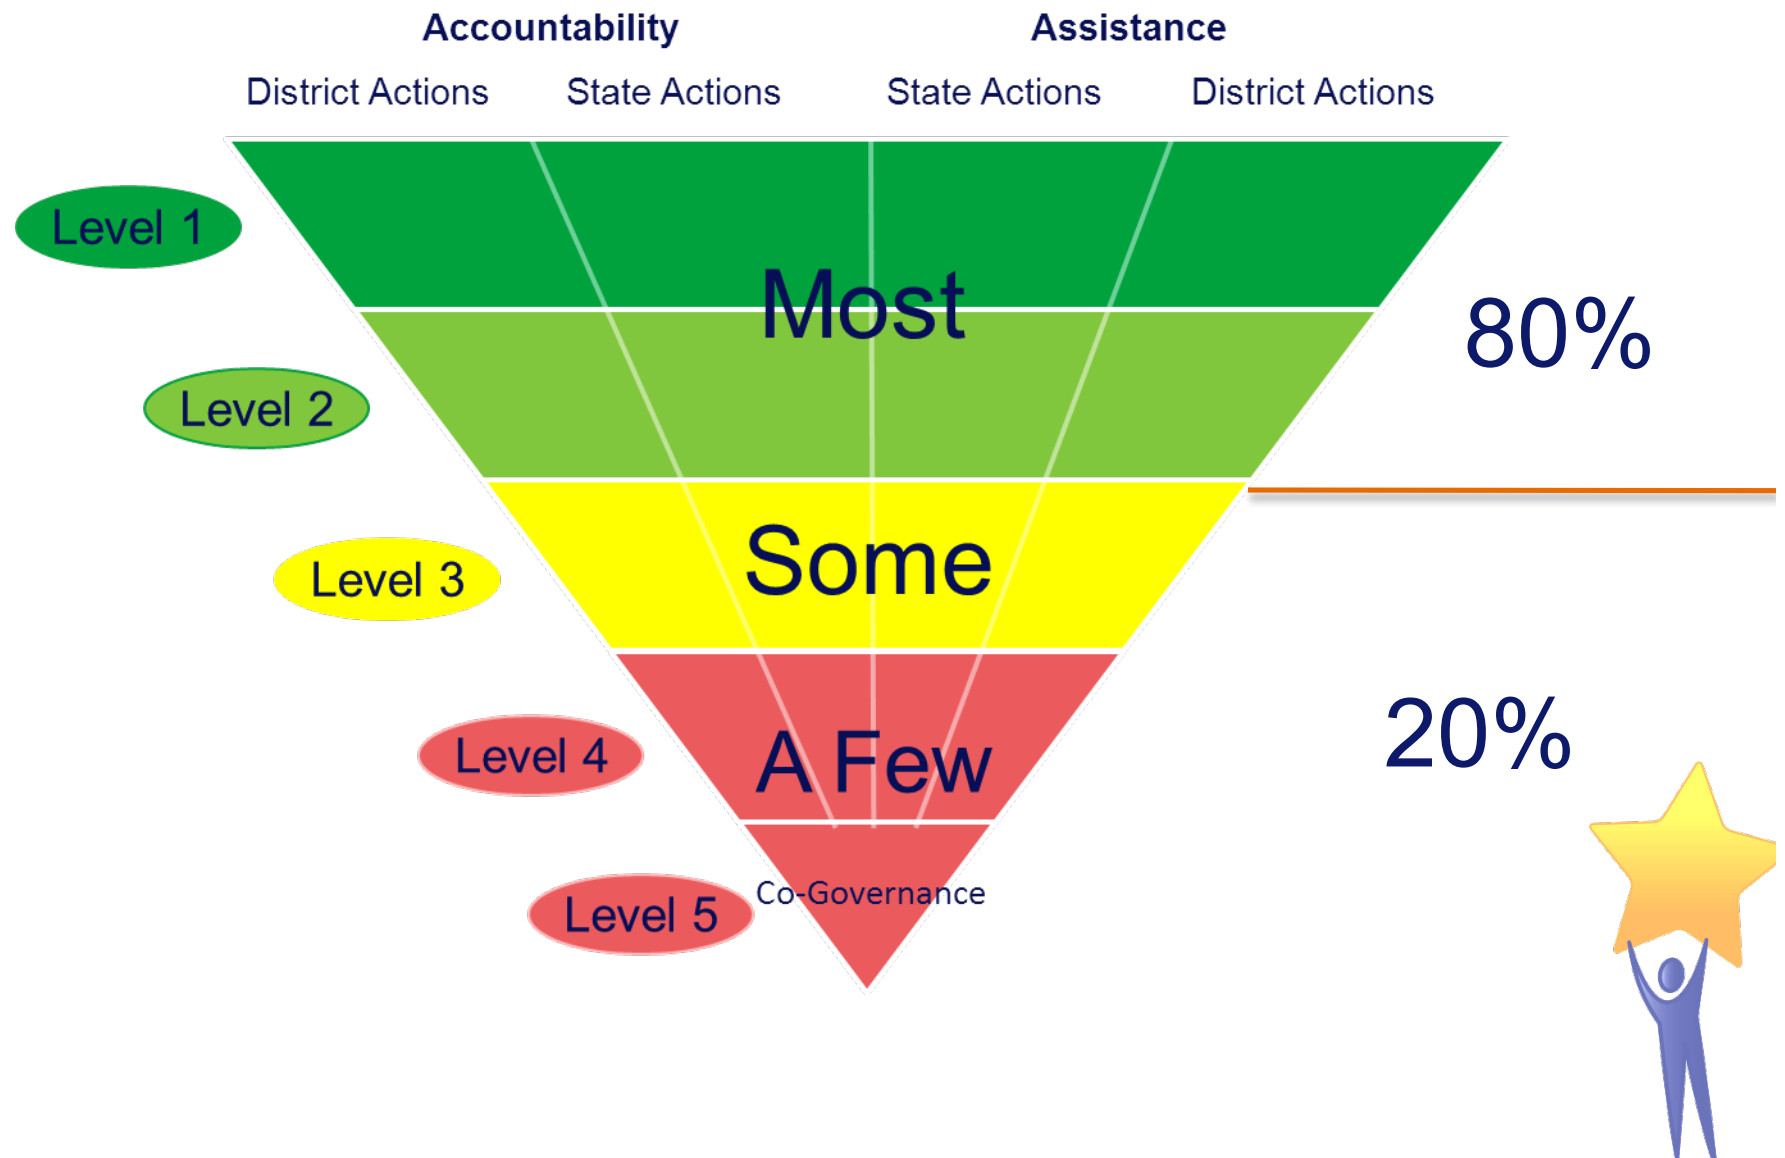 Accountability Assistance
District Actions State Actions State Actions District Actions
Level 1
Most
80%
Level 2
Some
Level 3
20%
A Few
Level 4
Co-Governance
Level 5